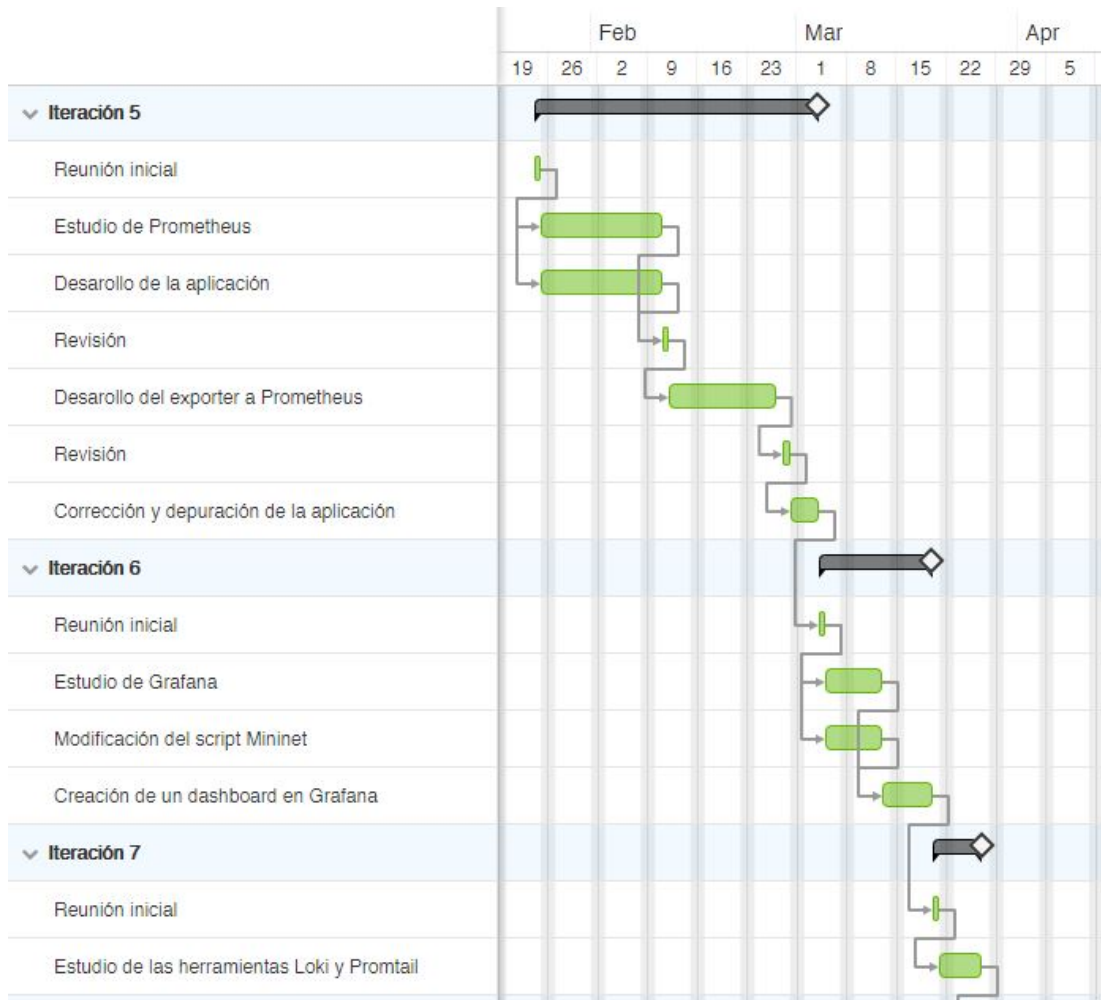 Feb Mar Apr
19 26 2 9 16 23 1 8 15 22 29 5
Iteración 5
Reunión inicial
Estudio de Prometheus
Desarollo de la aplicación
Revisión
Desarollo del exporter a Prometheus
Revisión
Corrección y depuración de la aplicación
Iteración 6
Reunión inicial
Estudio de Grafana
Modificación del script Mininet
Creación de un dashboard en Grafana
Iteración 7
Reunión inicial
Estudio de las herramientas Loki y Promtail